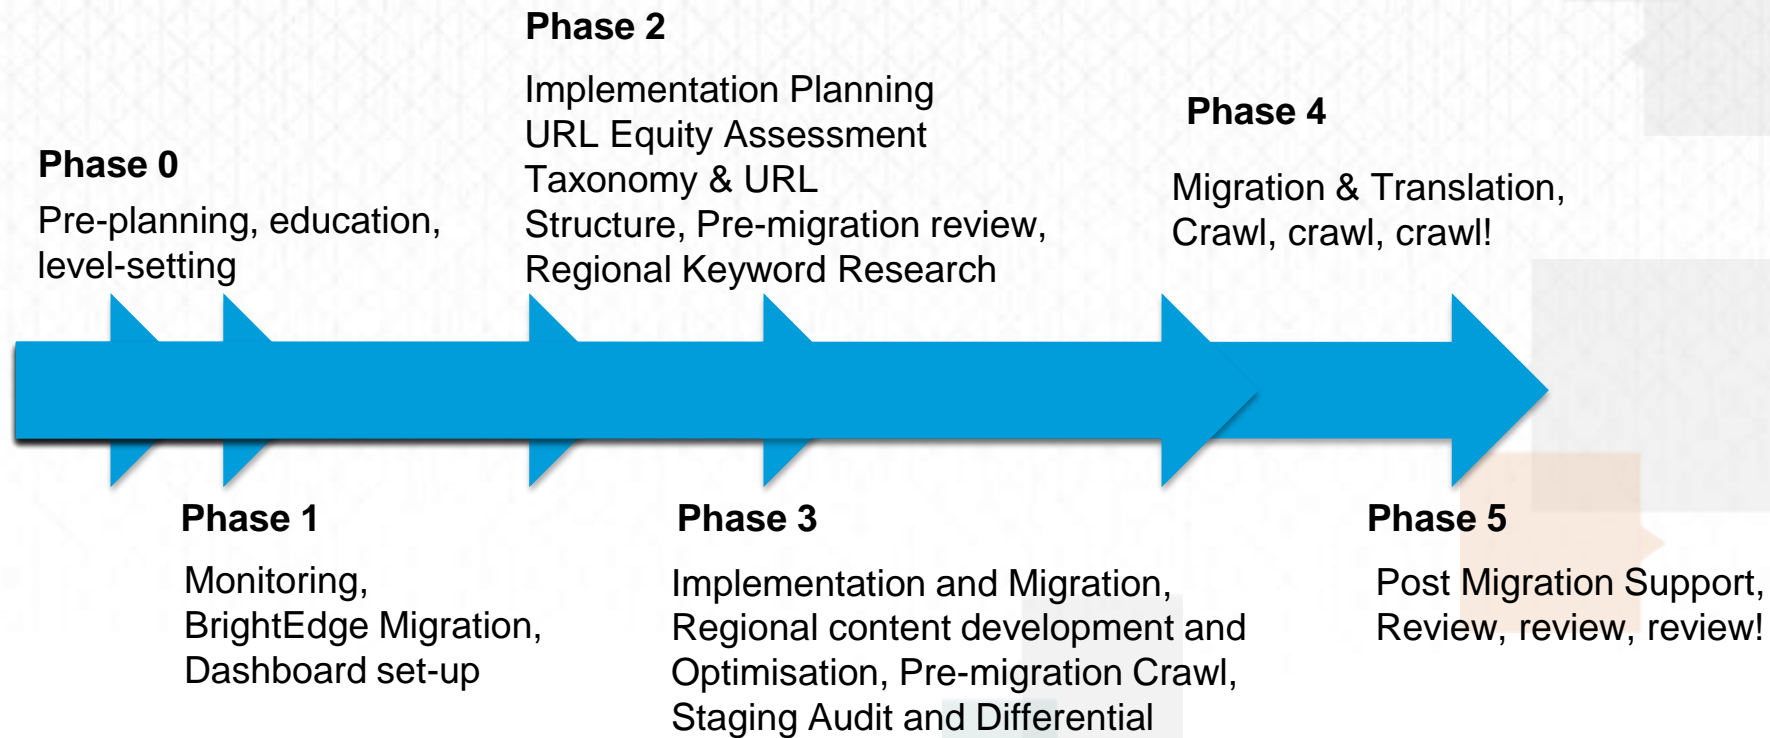 Phase 0
Pre-planning, education,
level-setting
Phase 1
Monitoring,
BrightEdge Migration,
Dashboard set-up
Phase 2
Implementation Planning
URL Equity Assessment
Taxonomy & URL
Structure, Pre-migration review,
Regional Keyword Research
Phase 3
Implementation and Migration,
Regional content development and
Optimisation, Pre-migration Crawl,
Staging Audit and Differential
Phase 4
Migration & Translation,
Crawl, crawl, crawl!
Phase 5
Post Migration Support,
Review, review, review!